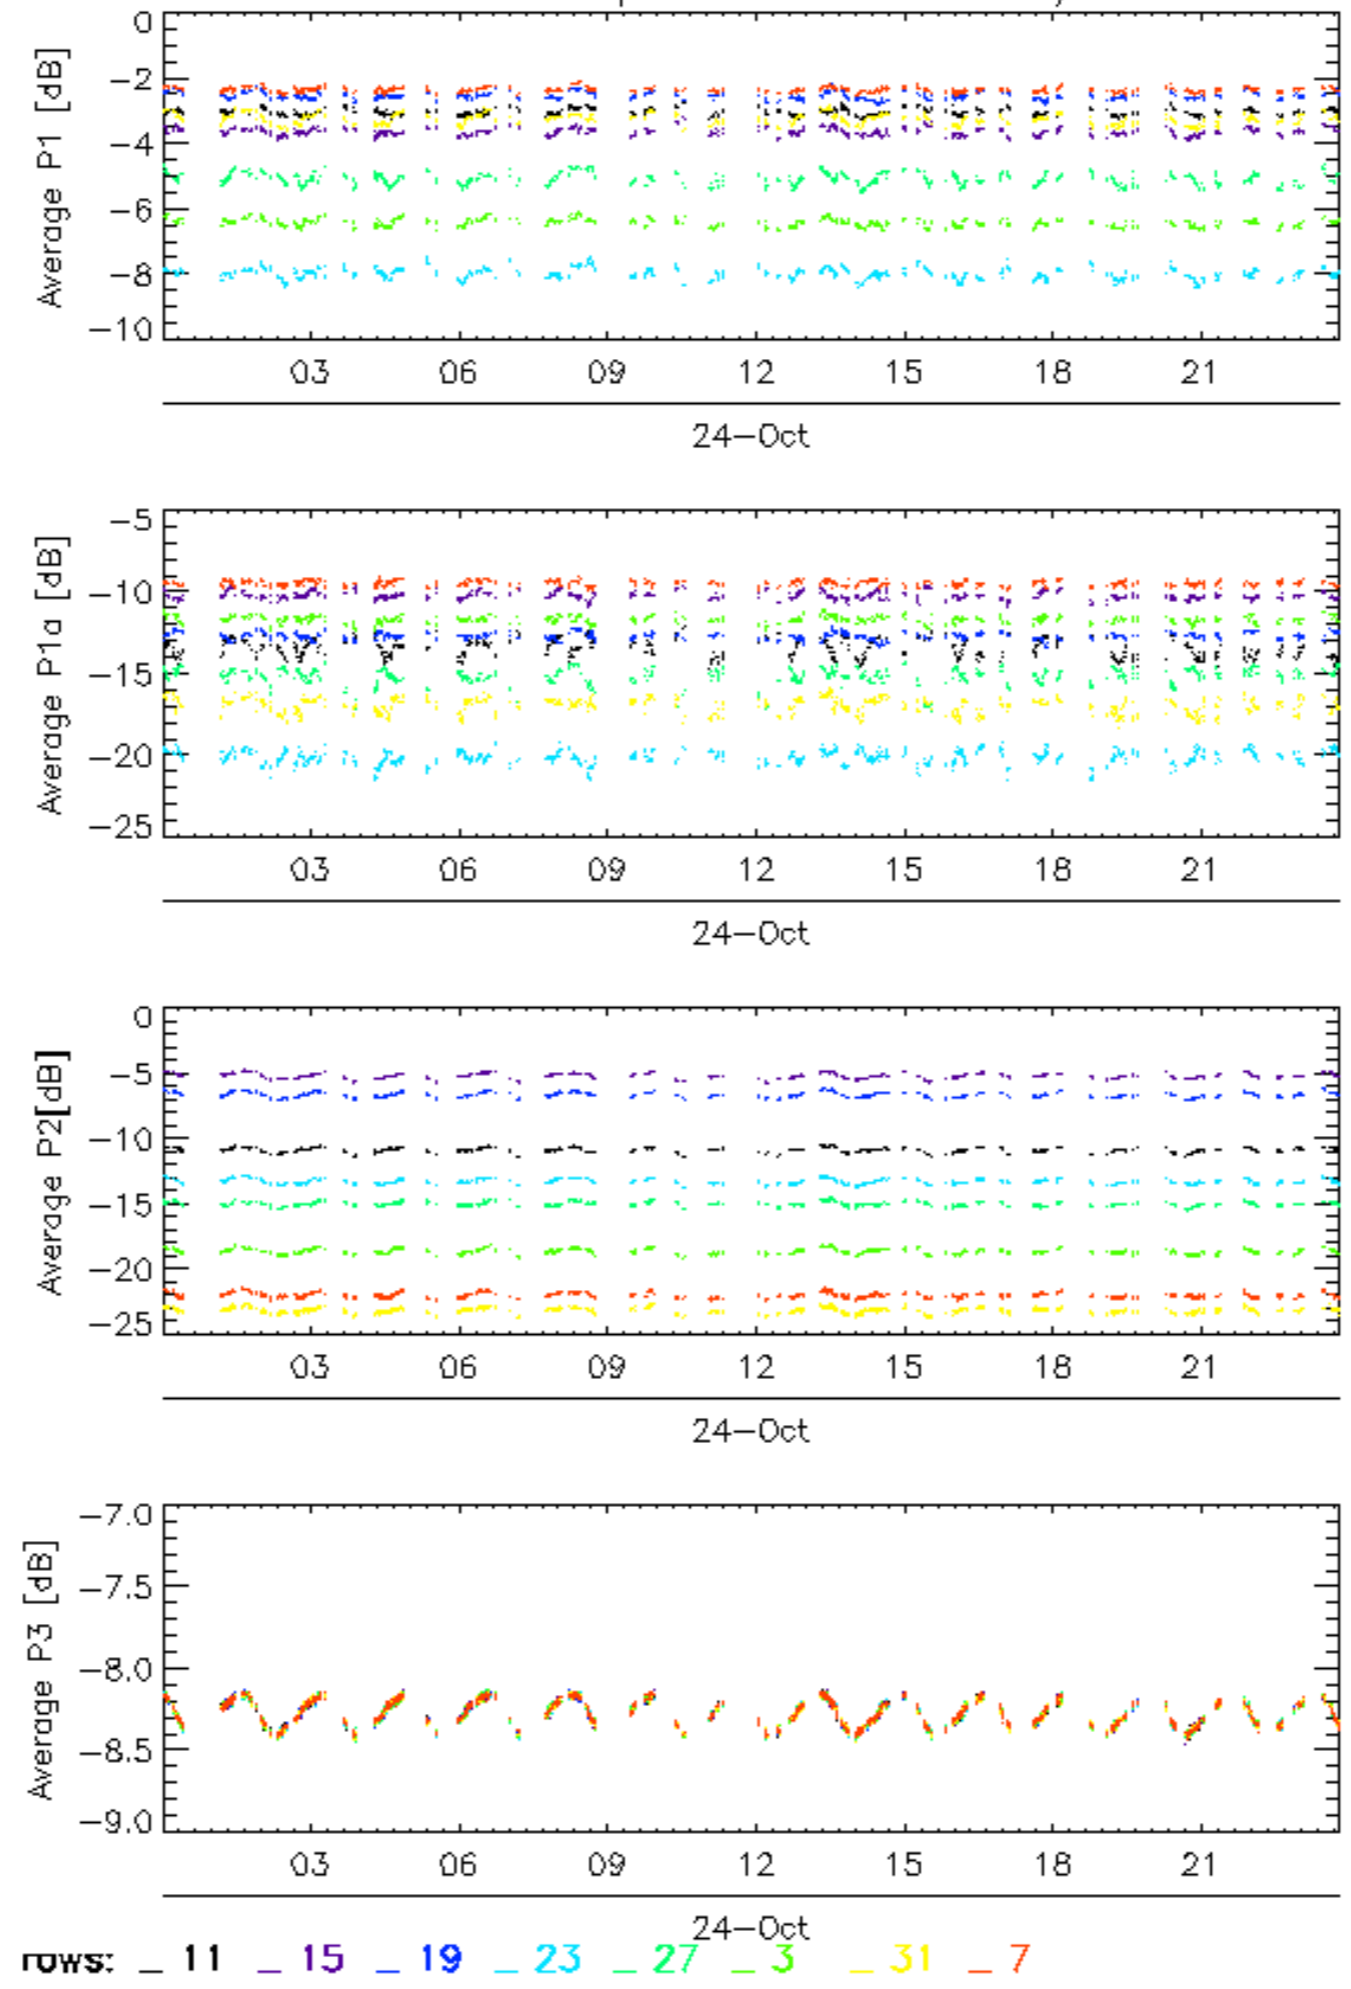 0
−2
−4
−6
−8
−10
Average P1 [dB]
03 06 09 12 15 18 21
24−Oct
−5
−10
−15
−20
−25
Average P1a [dB]
03 06 09 12 15 18 21
24−Oct
0
−5
−10
−15
−20
−25
Average P2[dB]
03 06 09 12 15 18 21
24−Oct
−7.0
−7.5
−8.0
−8.5
−9.0
Average P3 [dB]
03 06 09 12 15 18 21
24−Oct
rows: _ 11 _ 15 _ 19 _ 23 _ 27 _ 3 _ 31 _ 7